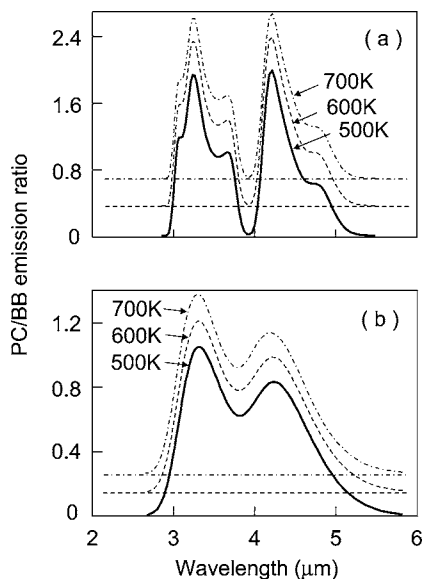 2.4
( a )
700K
1.6
600K
500K
0.8
0
PC/BB emission ratio
( b )
1.2
700K
600K
500K
0.8
0.4
0
2 3 4 5 6
Wavelength (μm)